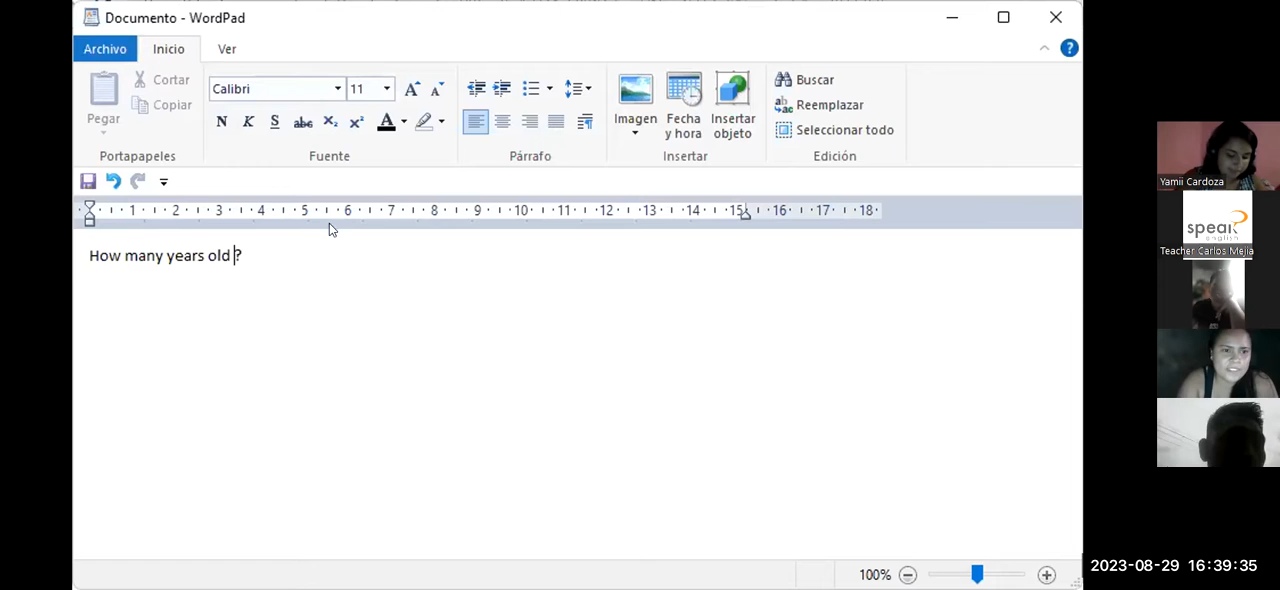 Documento - WordPad
Archivo Inicio Ver
Pegar
Cortar
Copiar
Portapapeles
Calibri 11
N K S abc X₂ X² A
Fuente
Párrafo
Imagen
Fecha y hora
Insertar objeto
Insertar
Buscar
Reemplazar
Seleccionar todo
Edición
1 2 3 4 5 6 7 8 9 10 11 12 13 14 15 16 17 18
How many years old ?
100%
Yamii Cardoza
speak
english
Teacher Carlos Mejia
2023-08-29 16:39:35